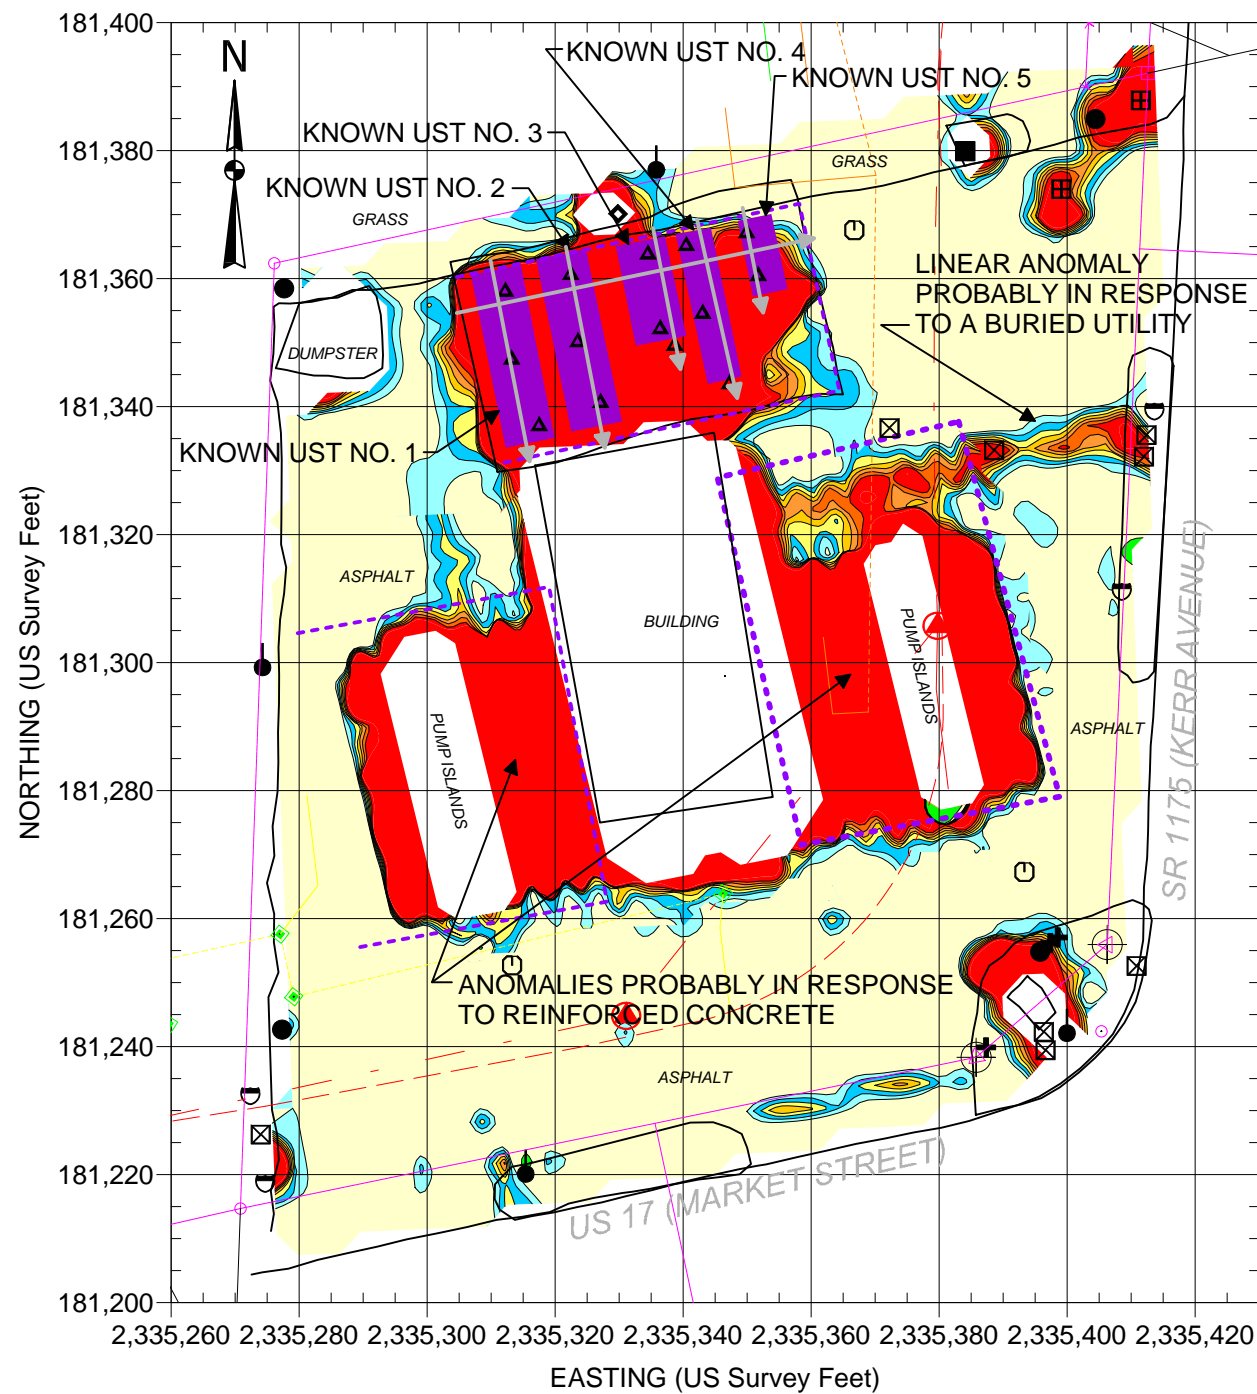 181,400
181,380
181,360
181,340
181,320
181,300
181,280
181,260
181,240
181,220
181,200
NORTHING (US Survey Feet)
N
KNOWN UST NO. 4
KNOWN UST NO. 5
KNOWN UST NO. 3
KNOWN UST NO. 2
GRASS
GRASS
LINEAR ANOMALY
PROBABLY IN RESPONSE
TO A BURIED UTILITY
DUMPSTER
KNOWN UST NO. 1
ASPHALT
BUILDING
PUMP ISLANDS
PUMP ISLANDS
ASPHALT
SR 1175 (KERR AVENUE)
ANOMALIES PROBABLY IN RESPONSE
TO REINFORCED CONCRETE
ASPHALT
US 17 (MARKET STREET)
2,335,260 2,335,280 2,335,300 2,335,320 2,335,340 2,335,360 2,335,380 2,335,400 2,335,420
EASTING (US Survey Feet)